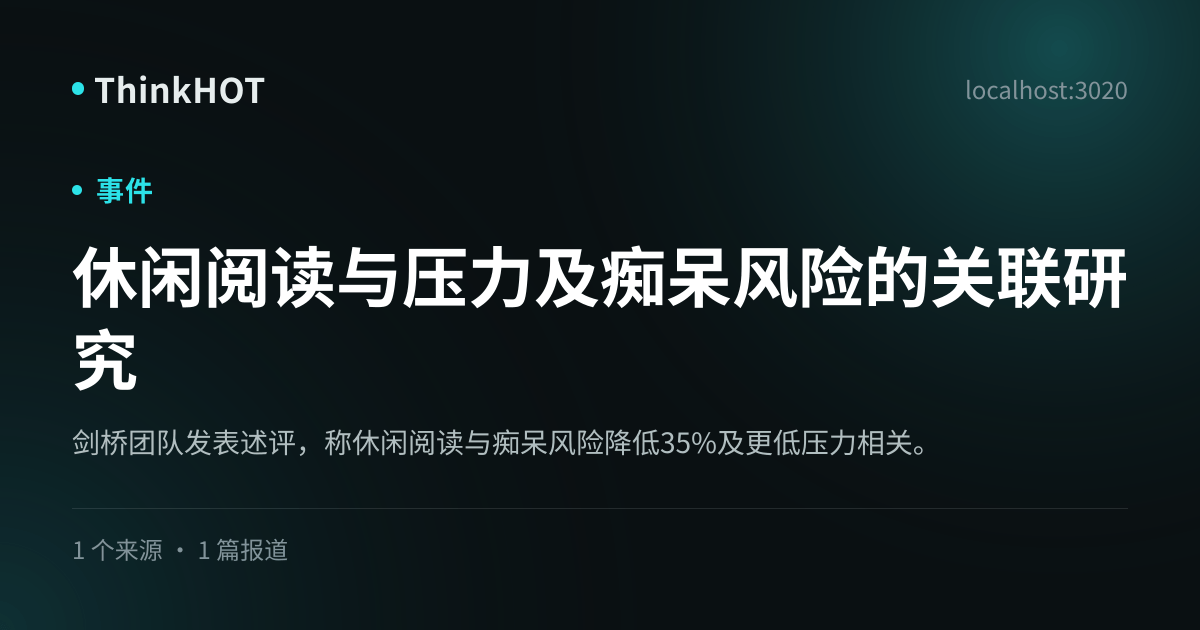 ThinkHOT
localhost:3020
事件
休闲阅读与压力及痴呆风险的关联研
究
剑桥团队发表述评，称休闲阅读与痴呆风险降低35%及更低压力相关。
1 个来源 · 1 篇报道